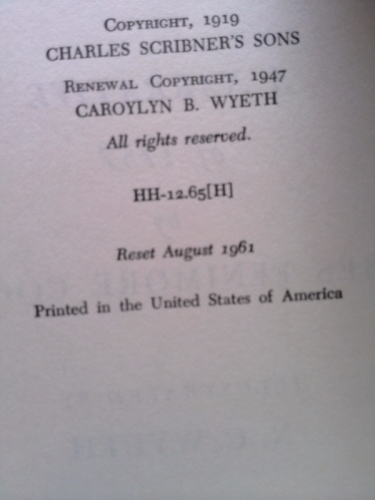 COPYRIGHT, 1919
CHARLES SCRIBNER'S SONS
RENEWAL COPYRIGHT, 1947
CAROYLYN B. WYETH
All rights reserved.
HH-12.65[H]
Reset August 1961
Printed in the United States of America